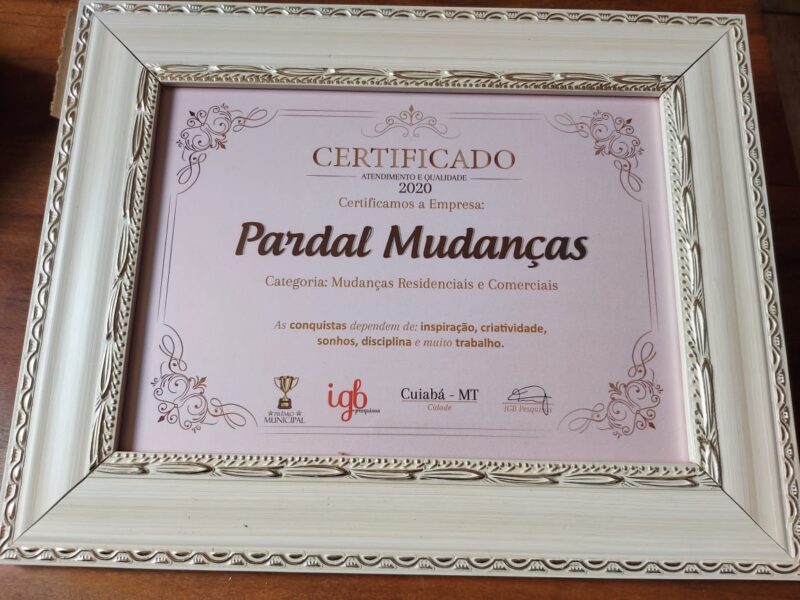 CERTIFICADO
ATENDIMENTO E QUALIDADE
2020
Certificamos a Empresa:
Pardal Mudanças
Categoria: Mudanças Residenciais e Comerciais
As conquistas dependem de: inspiração, criatividade,
sonhos, disciplina e muito trabalho.
PRÊMIO
MUNICIPAL
igb
pesquisas
Cuiabá - MT
Cidade
IGB Pesquisas